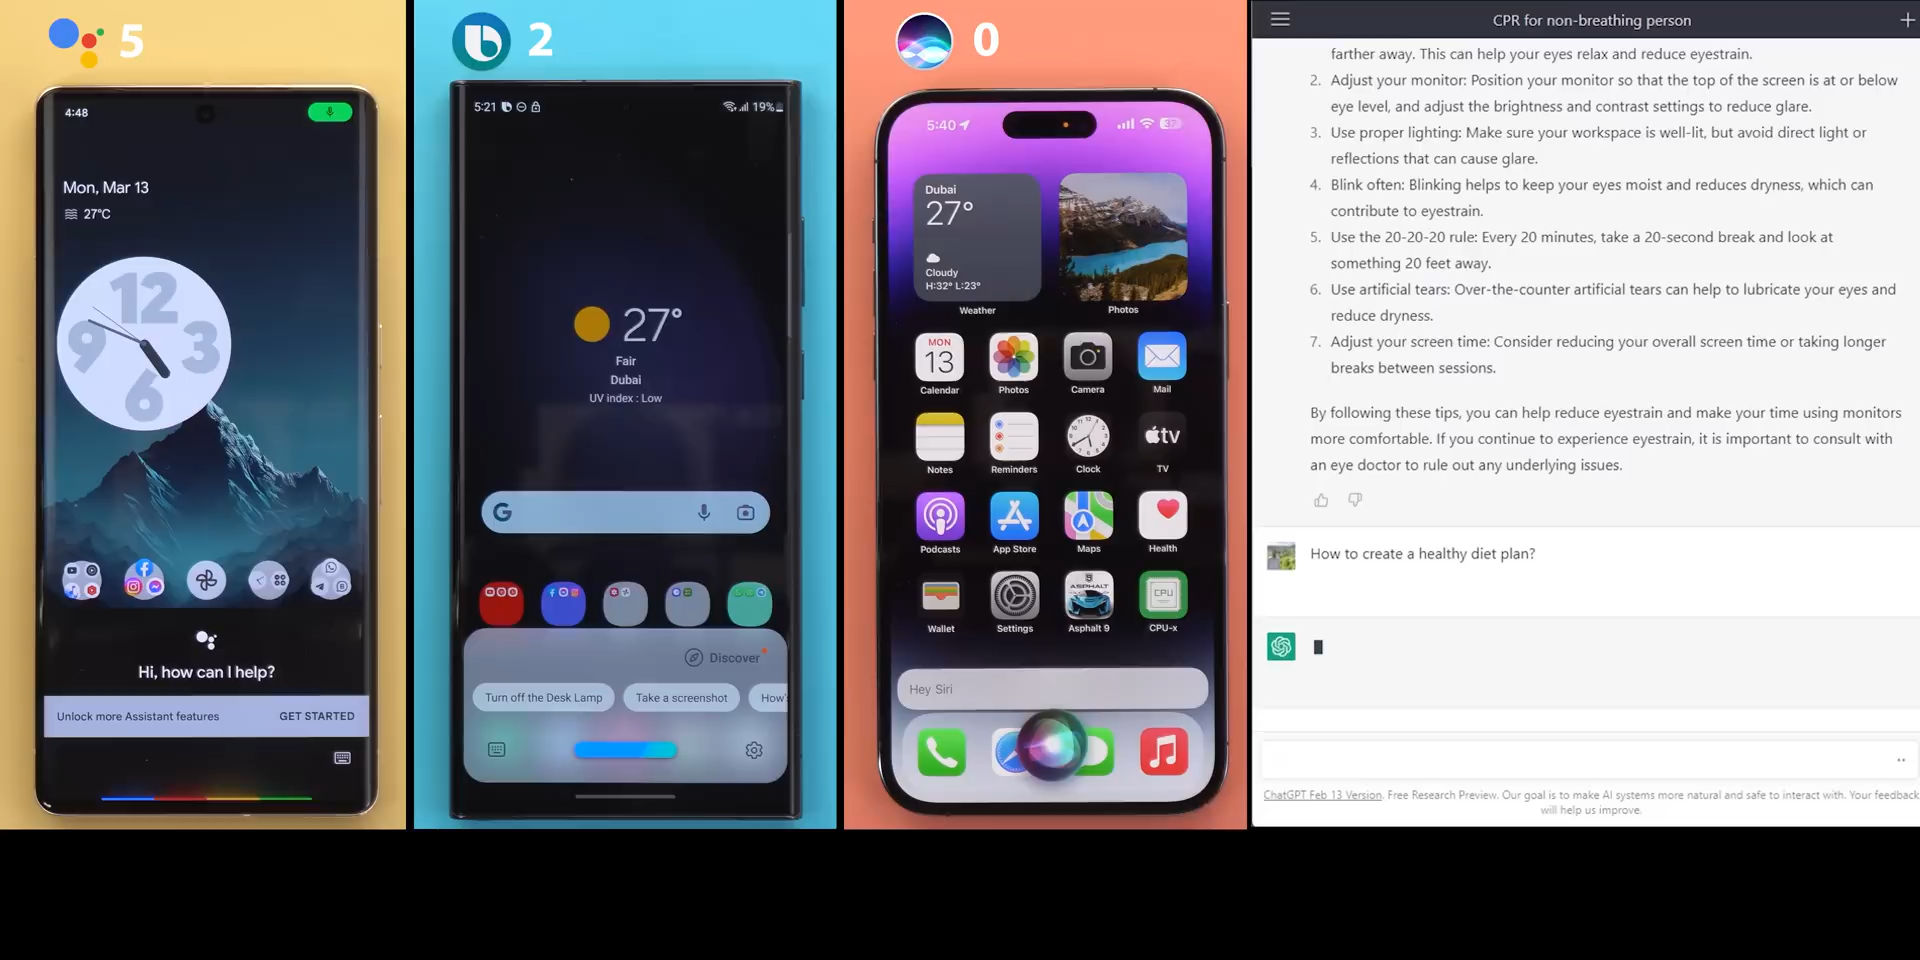 5
4:48
Mon, Mar 13
27°C
12
9
3
6
Hi, how can I help?
Unlock more Assistant features
GET STARTED
2
5:21
19%
27°
Fair
Dubai
UV index : Low
Discover
Turn off the Desk Lamp
Take a screenshot
How's
0
5:40
37
Dubai
27°
Cloudy
H:32° L:23°
Weather
Photos
MON
13
Calendar
Photos
Camera
Mail
tv
Notes
Reminders
Clock
TV
Podcasts
App Store
Maps
Health
ASPHALT
CPU
Wallet
Settings
Asphalt 9
CPU-x
Hey Siri
CPR for non-breathing person
farther away. This can help your eyes relax and reduce eyestrain.
2. Adjust your monitor: Position your monitor so that the top of the screen is at or below
eye level, and adjust the brightness and contrast settings to reduce glare.
3. Use proper lighting: Make sure your workspace is well-lit, but avoid direct light or
reflections that can cause glare.
4. Blink often: Blinking helps to keep your eyes moist and reduces dryness, which can
contribute to eyestrain.
5. Use the 20-20-20 rule: Every 20 minutes, take a 20-second break and look at
something 20 feet away.
6. Use artificial tears: Over-the-counter artificial tears can help to lubricate your eyes and
reduce dryness.
7. Adjust your screen time: Consider reducing your overall screen time or taking longer
breaks between sessions.
By following these tips, you can help reduce eyestrain and make your time using monitors
more comfortable. If you continue to experience eyestrain, it is important to consult with
an eye doctor to rule out any underlying issues.
How to create a healthy diet plan?
ChatGPT Feb 13 Version. Free Research Preview. Our goal is to make AI systems more natural and safe to interact with. Your feedback
will help us improve.